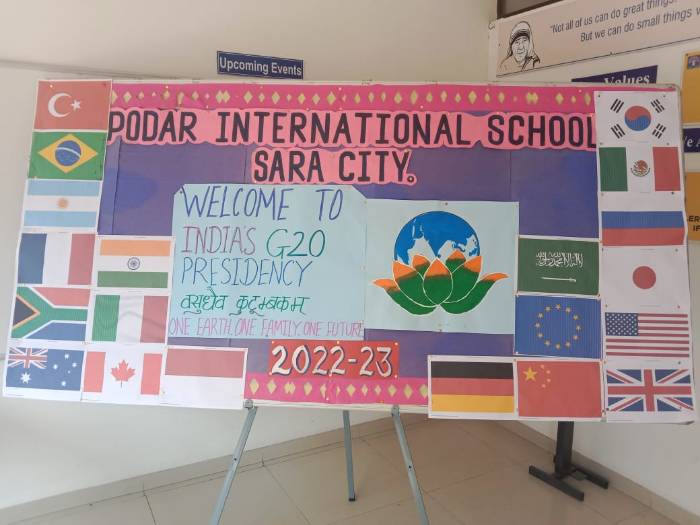 "Not all of us can do great things.
But we can do small things
Upcoming Events
Values
PODAR INTERNATIONAL SCHOOL
SARA CITY.
WELCOME TO
INDIA'S G20
PRESIDENCY
वसुधैव कुटुम्बकम
ONE EARTH. ONE FAMILY. ONE FUTURE
2022-23